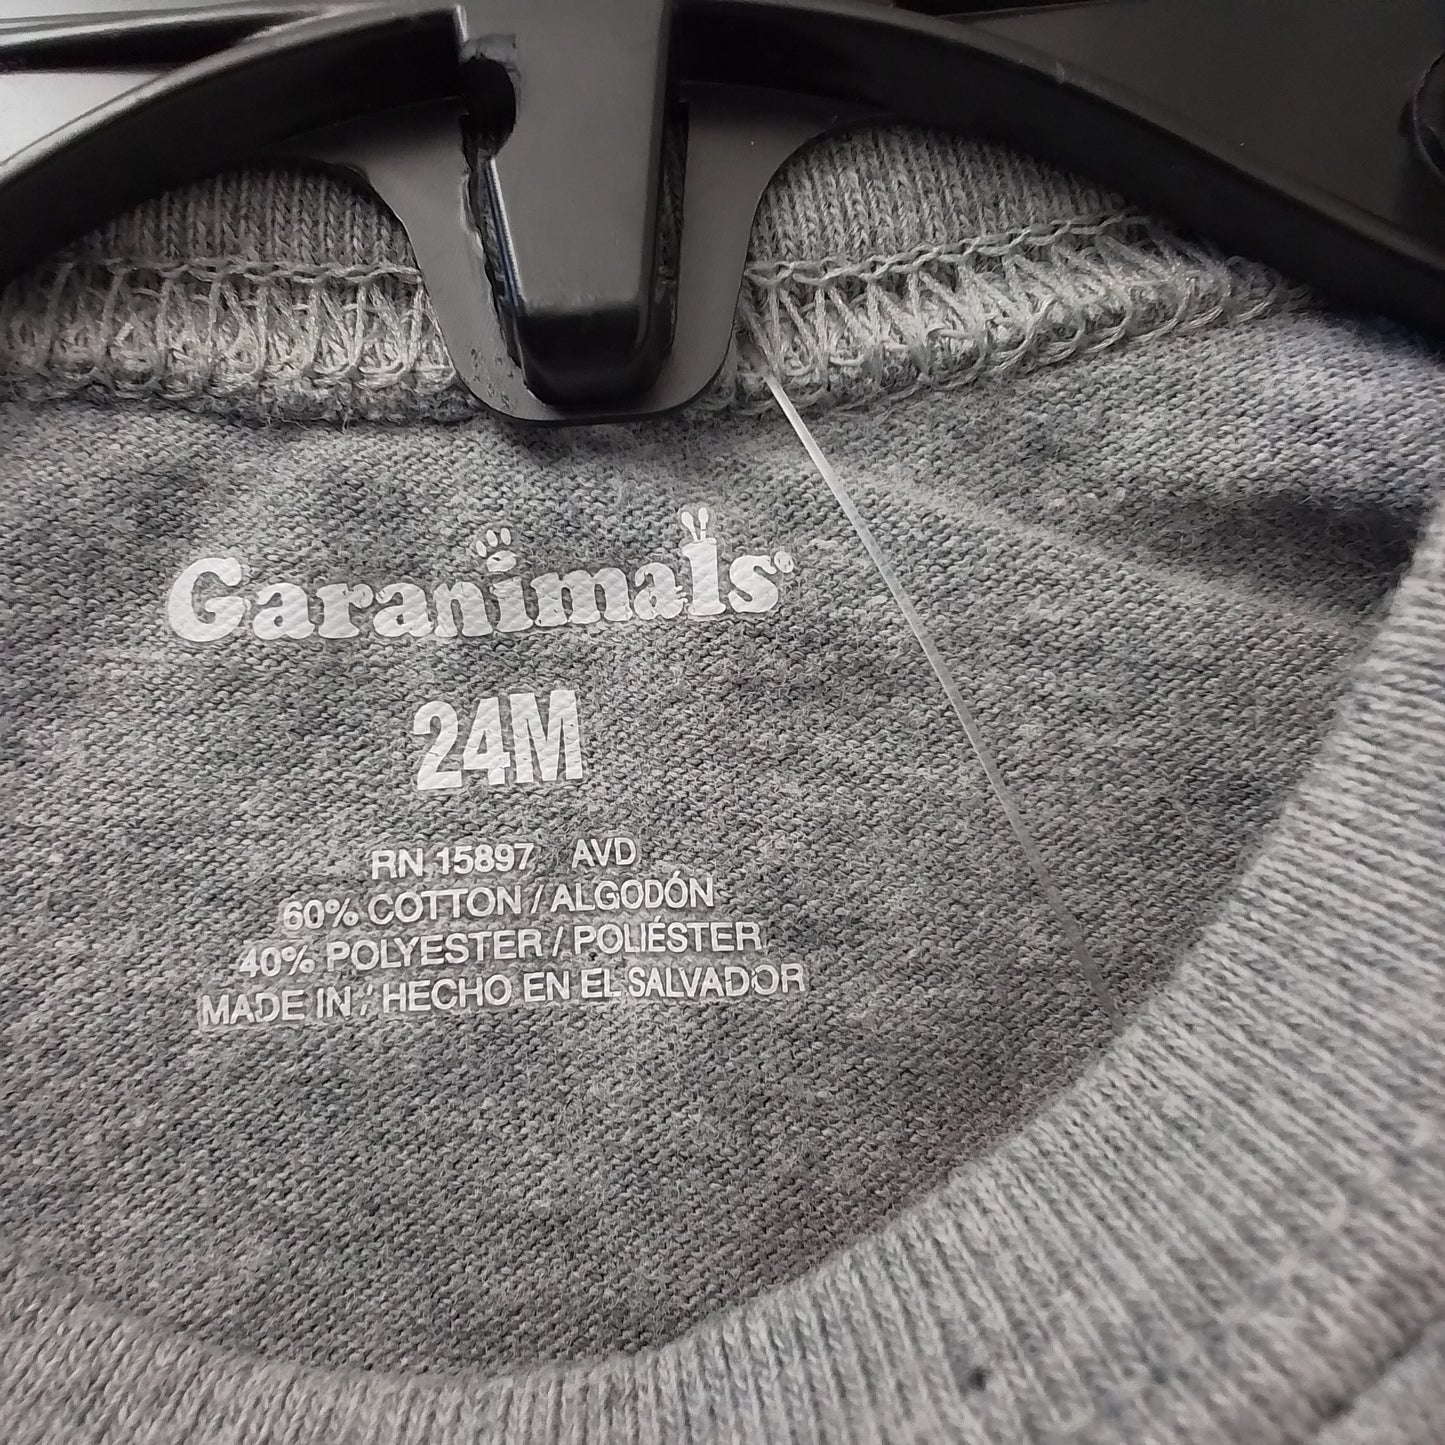 Garanimals®
24M
RN 15897 AVD
60% COTTON / ALGODÓN
40% POLYESTER / POLIÉSTER
MADE IN / HECHO EN EL SALVADOR